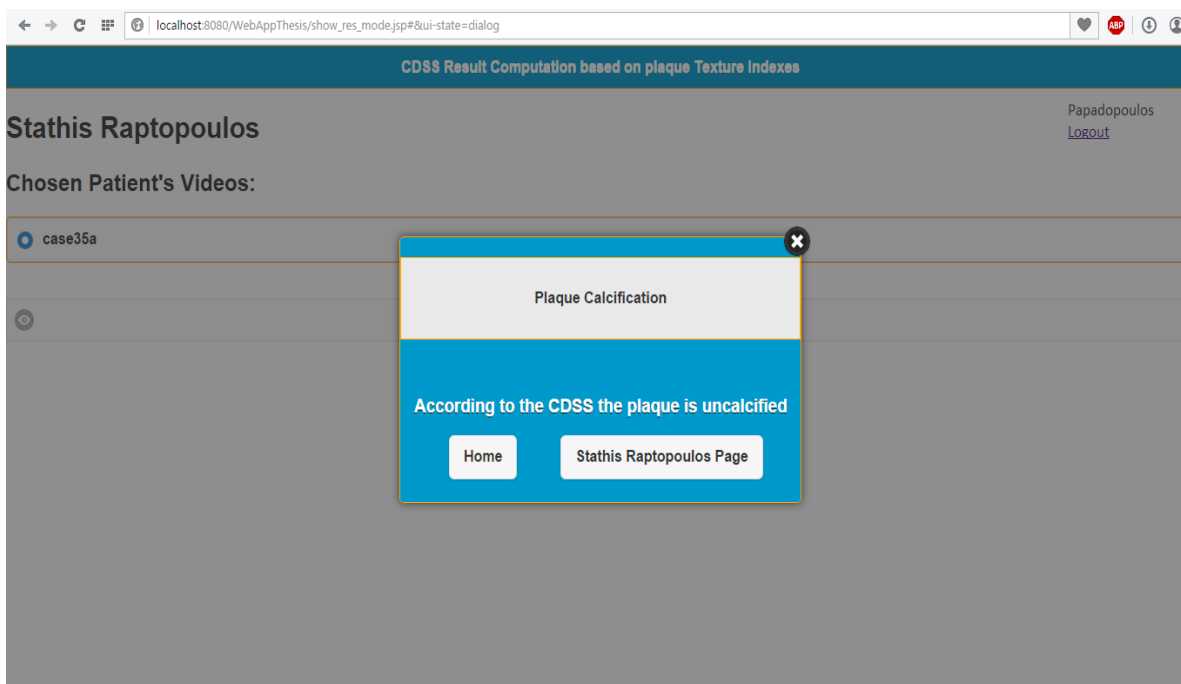 localhost:8080/WebAppThesis/show_res_mode.jsp#&ui-state=dialog
ABP
CDSS Result Computation based on plaque Texture Indexes
Papadopoulos
Logout
Stathis Raptopoulos
Chosen Patient's Videos:
case35a
Plaque Calcification
According to the CDSS the plaque is uncalcified
Home
Stathis Raptopoulos Page